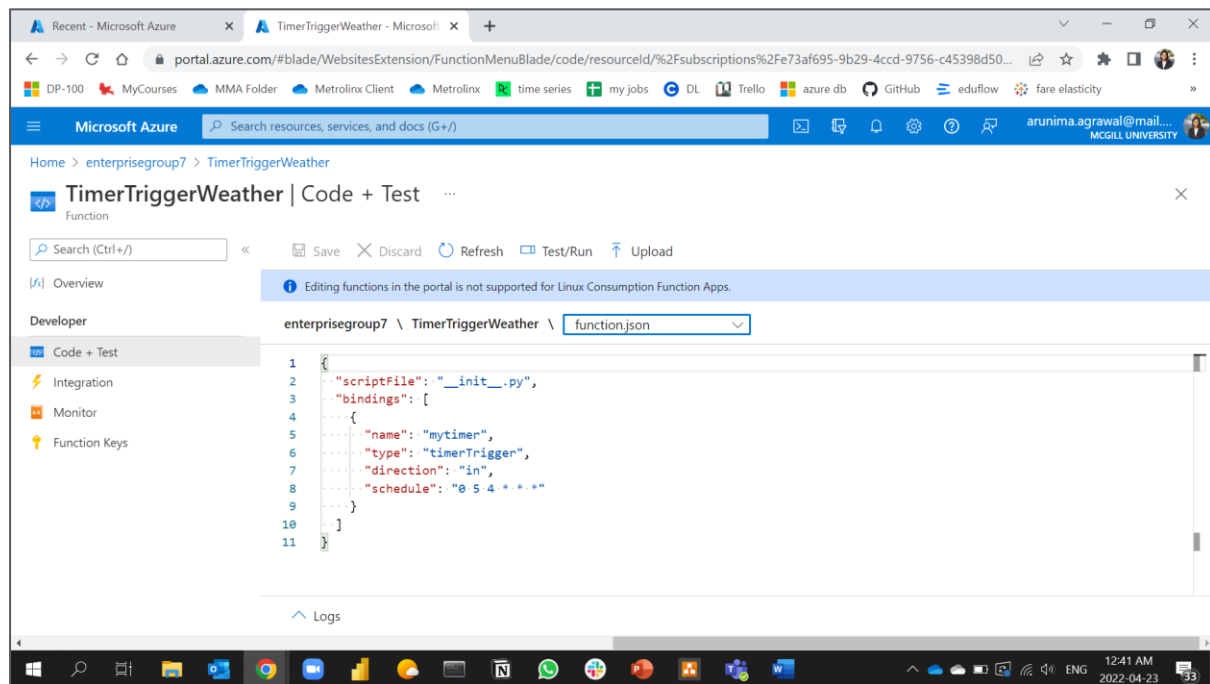 Recent - Microsoft Azure
TimerTriggerWeather - Microsoft
portal.azure.com/#blade/WebsitesExtension/FunctionMenuBlade/code/resourceId/%2Fsubscriptions%2Fe73af695-9b29-4ccd-9756-c45398d50...
DP-100 MyCourses MMA Folder Metrolinx Client Metrolinx time series my jobs DL Trello azure db GitHub eduflow fare elasticity »
Microsoft Azure Search resources, services, and docs (G+/) arunima.agrawal@mail....
MCGILL UNIVERSITY
Home > enterprisegroup7 > TimerTriggerWeather
TimerTriggerWeather | Code + Test ...
Function
Search (Ctrl+/) «
Save Discard Refresh Test/Run Upload
Overview
Editing functions in the portal is not supported for Linux Consumption Function Apps.
Developer
enterprisegroup7 \ TimerTriggerWeather \ function.json
Code + Test
Integration
Monitor
Function Keys
1 {
2 "scriptFile": "__init__.py",
3 "bindings": [
4 {
5 "name": "mytimer",
6 "type": "timerTrigger",
7 "direction": "in",
8 "schedule": "0 5 4 * * *"
9 }
10 ]
11 }
Logs
ENG
12:41 AM
2022-04-23
33